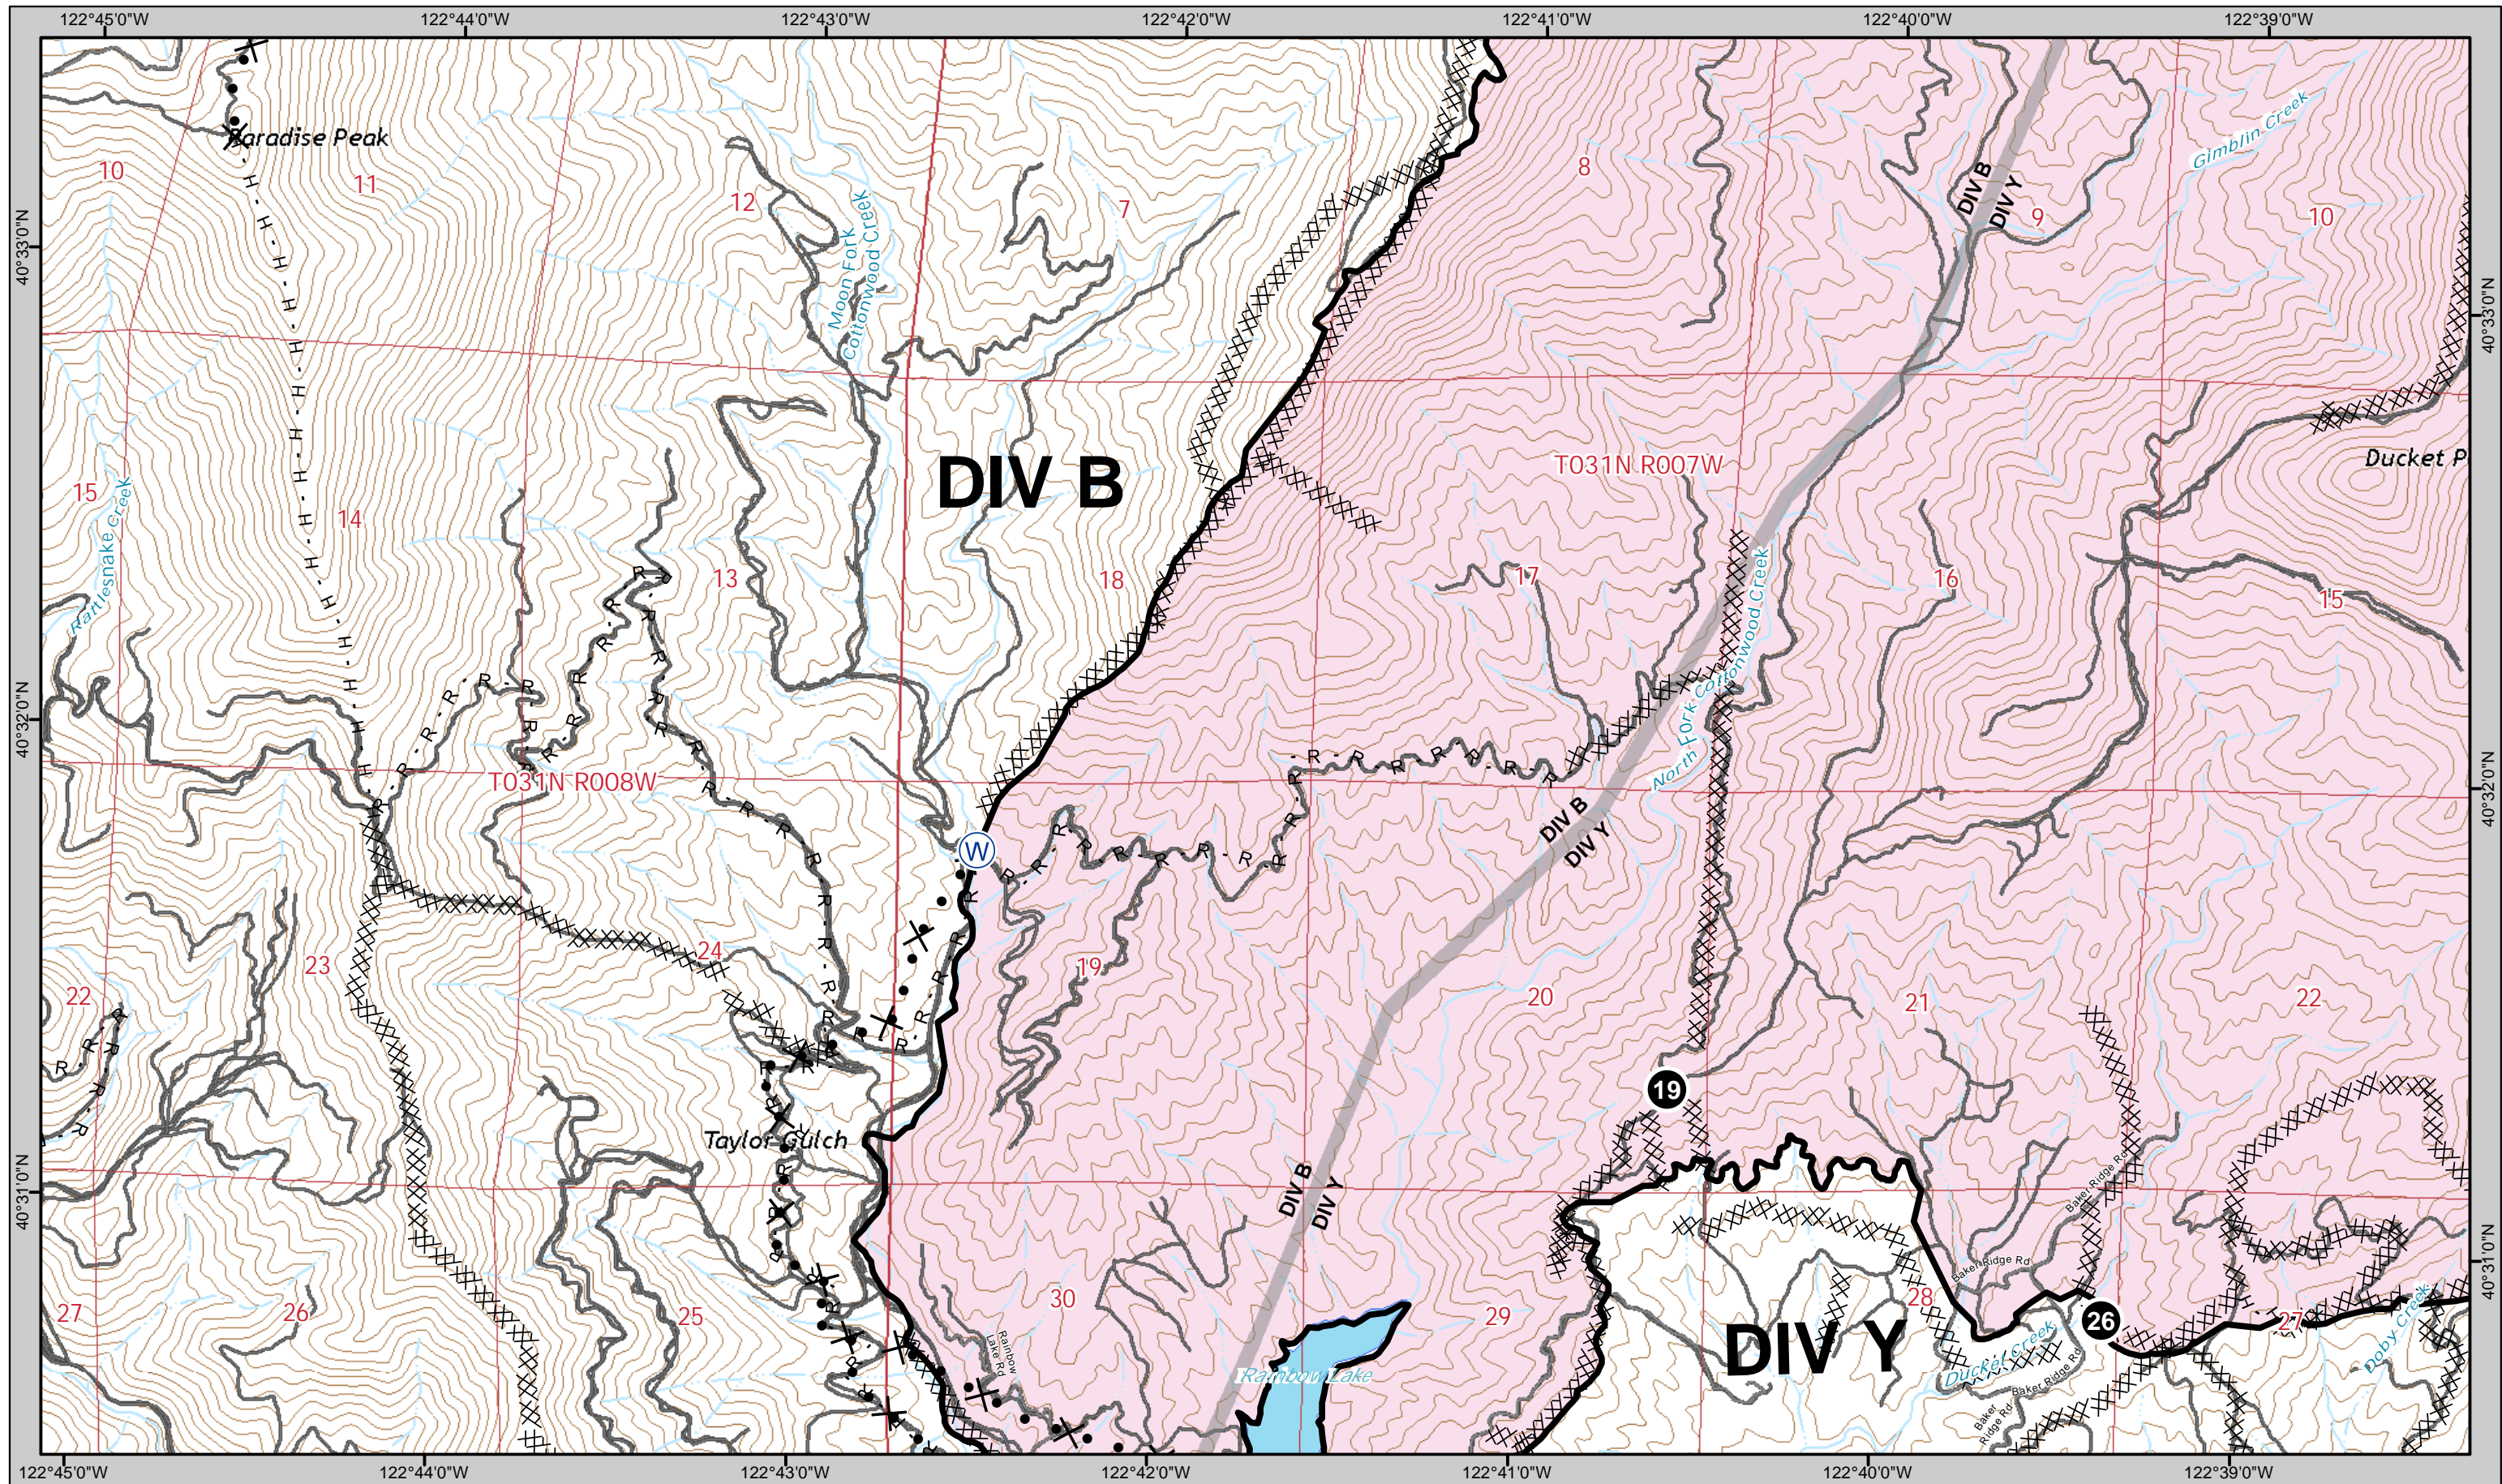 122°45'0"W 122°44'0"W 122°43'0"W 122°42'0"W 122°41'0"W 122°40'0"W 122°39'0"W
Paradise Peak
10 11 12 7 8 9 10
Gimblin Creek
DIV B
DIV Y
40°33'0"N
40°33'0"N
Moon Fork
Cottonwood Creek
DIV B
T031N R007W
Ducket P
15 14 13 18 17 16 15
Rattlesnake Creek
North Fork Cottonwood Creek
40°32'0"N
40°32'0"N
T031N R008W
DIV B
DIV Y
W
22 23 24 19 20 21 22
19
Taylor Gulch
Baker Ridge Rd
DIV B
DIV Y
40°31'0"N
40°31'0"N
Baker Ridge Rd
27 26 25 30 29 28 27
26
DIV Y
Rainbow
Lake Rd
Rainbow Lake
Ducket Creek
Doby Creek
Baker Ridge Rd
Baker
Ridge Rd
122°45'0"W 122°44'0"W 122°43'0"W 122°42'0"W 122°41'0"W 122°40'0"W 122°39'0"W